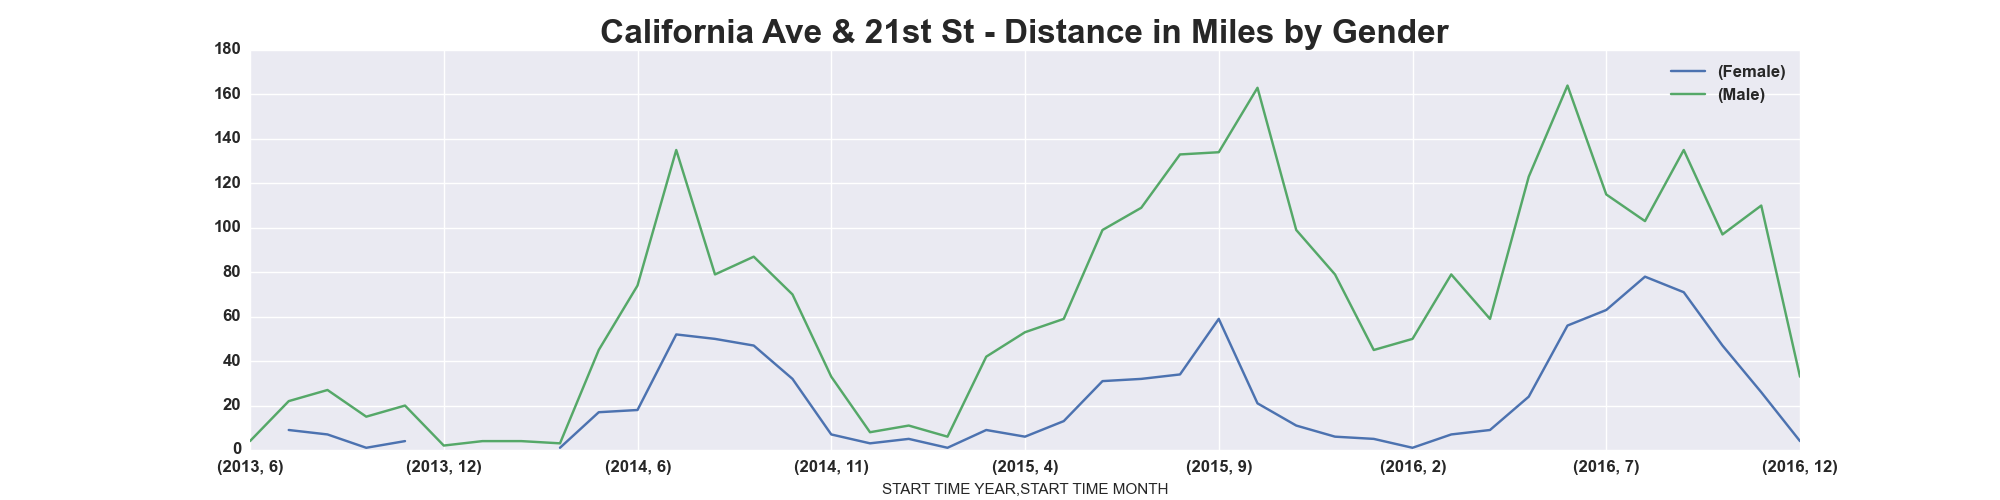 California Ave & 21st St - Distance in Miles by Gender
180
160
140
120
100
80
60
40
20
0
(Female)
(Male)
(2013, 6) (2013, 12) (2014, 6) (2014, 11) (2015, 4) (2015, 9) (2016, 2) (2016, 7) (2016, 12)
START TIME YEAR,START TIME MONTH